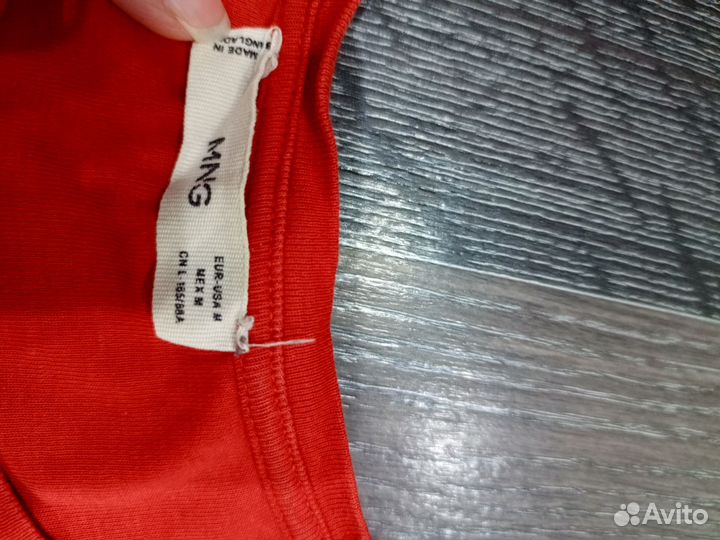 MADE IN
BANGLAD
MNG
EUR-USA M
MEX M
CN L 165/88A
Avito